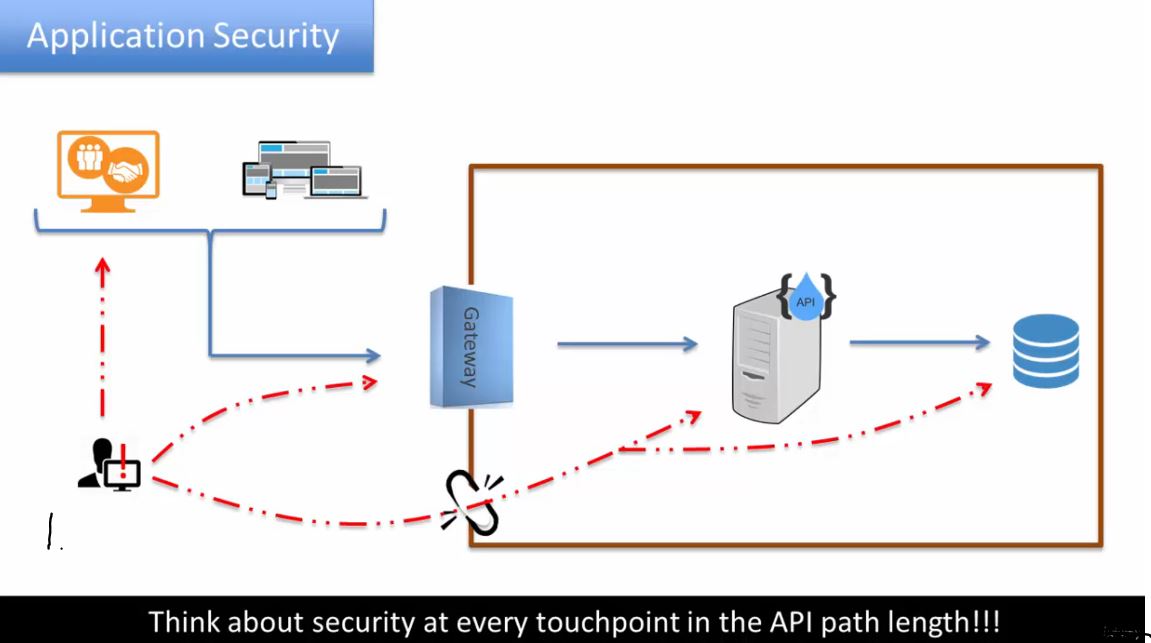 Application Security
Gateway
{API}
1.
Think about security at every touchpoint in the API path length!!!